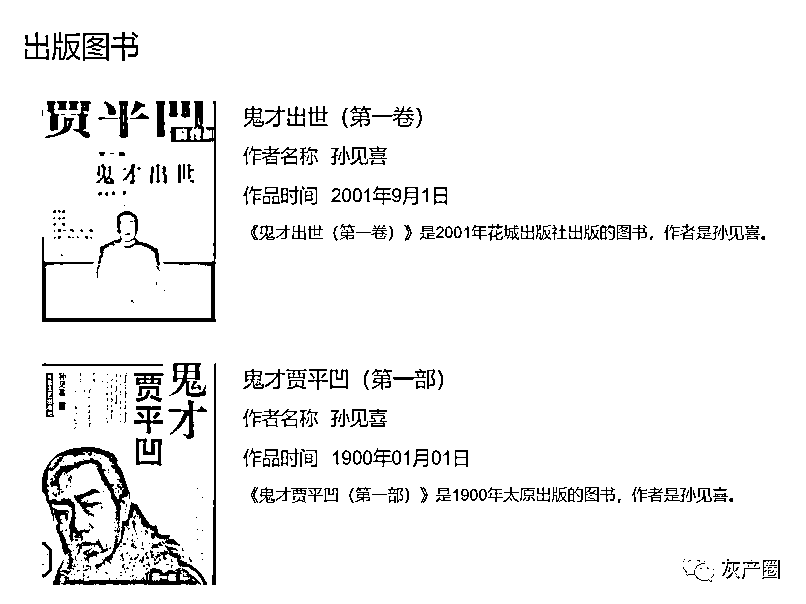 出版图书
贾平凹
鬼才出世
鬼才出世（第一卷）
作者名称 孙见喜
作品时间 2001年9月1日
《鬼才出世（第一卷）》是2001年花城出版社出版的图书，作者是孙见喜。
鬼才
贾平凹
鬼才贾平凹（第一部）
作者名称 孙见喜
作品时间 1900年01月01日
《鬼才贾平凹（第一部）》是1900年太原出版的图书，作者是孙见喜。
灰产圈